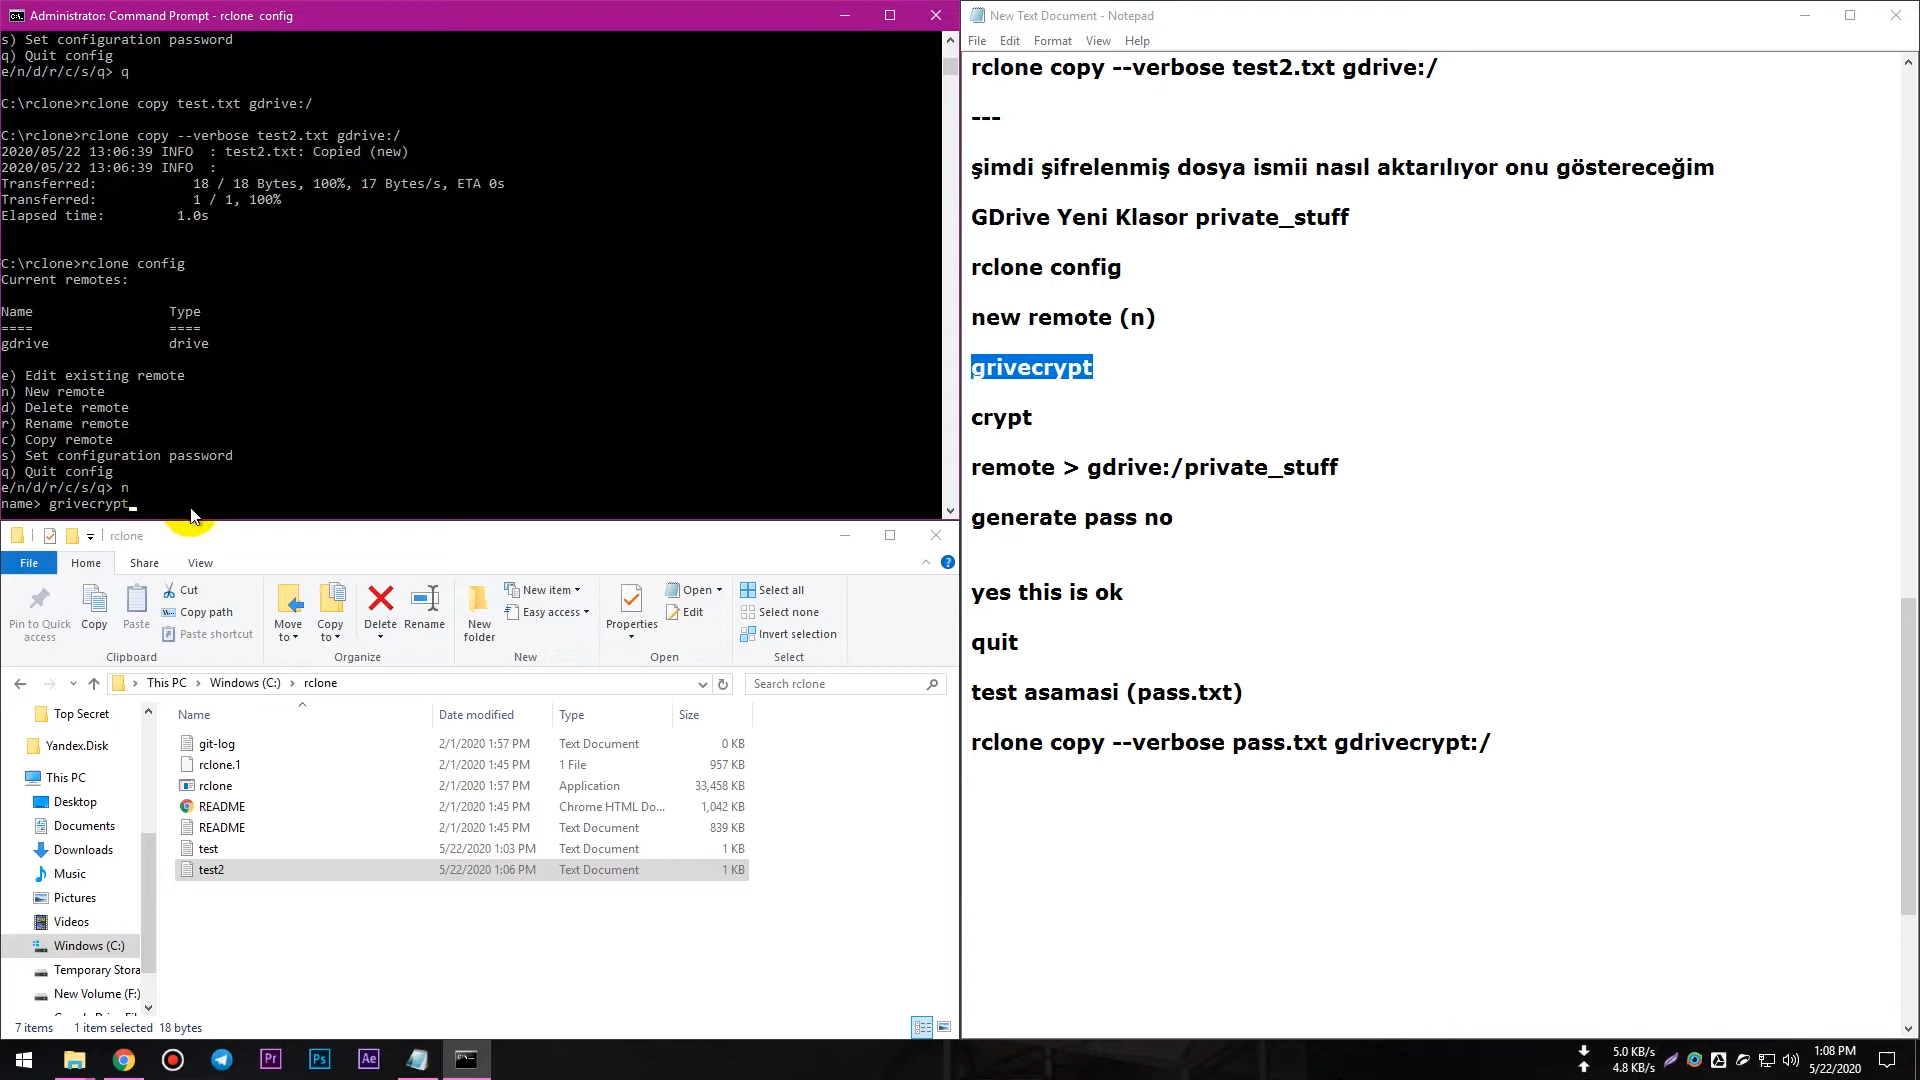 Administrator: Command Prompt - rclone config
s) Set configuration password
q) Quit config
e/n/d/r/c/s/q> q
C:\rclone>rclone copy test.txt gdrive:/
C:\rclone>rclone copy --verbose test2.txt gdrive:/
2020/05/22 13:06:39 INFO  : test2.txt: Copied (new)
2020/05/22 13:06:39 INFO  :
Transferred: 18 / 18 Bytes, 100%, 17 Bytes/s, ETA 0s
Transferred: 1 / 1, 100%
Elapsed time: 1.0s
C:\rclone>rclone config
Current remotes:
Name Type
==== ====
gdrive drive
e) Edit existing remote
n) New remote
d) Delete remote
r) Rename remote
c) Copy remote
s) Set configuration password
q) Quit config
e/n/d/r/c/s/q> n
name> grivecrypt
rclone
File Home Share View
Pin to Quick access
Copy
Paste
Cut
Copy path
Paste shortcut
Clipboard
Move to
Copy to
Delete
Rename
Organize
New folder
New item
Easy access
New
Properties
Open
Edit
Open
Select all
Select none
Invert selection
Select
This PC > Windows (C:) > rclone
Search rclone
Top Secret
Yandex.Disk
This PC
Desktop
Documents
Downloads
Music
Pictures
Videos
Windows (C:)
Temporary Stora
New Volume (F:)
Name Date modified Type Size
git-log 2/1/2020 1:57 PM Text Document 0 KB
rclone.1 2/1/2020 1:45 PM 1 File 957 KB
rclone 2/1/2020 1:57 PM Application 33,458 KB
README 2/1/2020 1:45 PM Chrome HTML Do... 1,042 KB
README 2/1/2020 1:45 PM Text Document 839 KB
test 5/22/2020 1:03 PM Text Document 1 KB
test2 5/22/2020 1:06 PM Text Document 1 KB
7 items 1 item selected 18 bytes
New Text Document - Notepad
File Edit Format View Help
rclone copy --verbose test2.txt gdrive:/
---
şimdi şifrelenmiş dosya ismii nasıl aktarılıyor onu göstereceğim
GDrive Yeni Klasor private_stuff
rclone config
new remote (n)
grivecrypt
crypt
remote > gdrive:/private_stuff
generate pass no
yes this is ok
quit
test asamasi (pass.txt)
rclone copy --verbose pass.txt gdrivecrypt:/
Pr
Ps
Ae
5.0 KB/s
4.8 KB/s
1:08 PM
5/22/2020